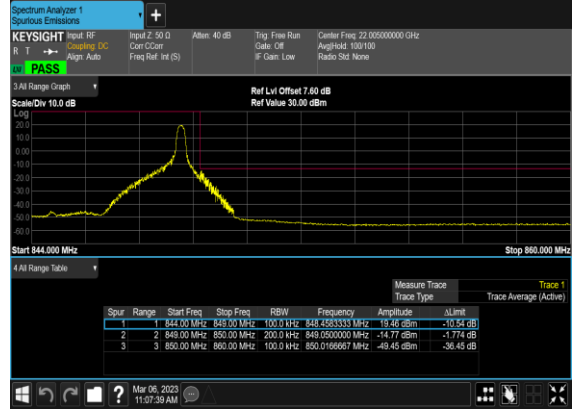 Spectrum Analyzer 1
Spurious Emissions
+
KEYSIGHT Input: RF Input Z: 50 Ω Atten: 40 dB Trig: Free Run Center Freq: 22.005000000 GHz
R T Coupling: DC Corr CCorr Gate: Off Avg|Hold: 100/100
Align: Auto Freq Ref: Int (S) IF Gain: Low Radio Std: None
PASS
3 All Range Graph
Ref Lvl Offset 7.60 dB
Scale/Div 10.0 dB Ref Value 30.00 dBm
Log
20.0
10.0
0.00
-10.0
-20.0
-30.0
-40.0
-50.0
-60.0
Start 844.000 MHz Stop 860.000 MHz
4 All Range Table
Measure Trace Trace 1
Trace Type Trace Average (Active)
Spur Range Start Freq Stop Freq RBW Frequency Amplitude ΔLimit
1 1 844.00 MHz 849.00 MHz 100.0 kHz 848.4583333 MHz 19.46 dBm -10.54 dB
2 2 849.00 MHz 850.00 MHz 200.0 kHz 849.0500000 MHz -14.77 dBm -1.774 dB
3 3 850.00 MHz 860.00 MHz 100.0 kHz 850.0166667 MHz -49.45 dBm -36.45 dB
? Mar 06, 2023
11:07:39 AM